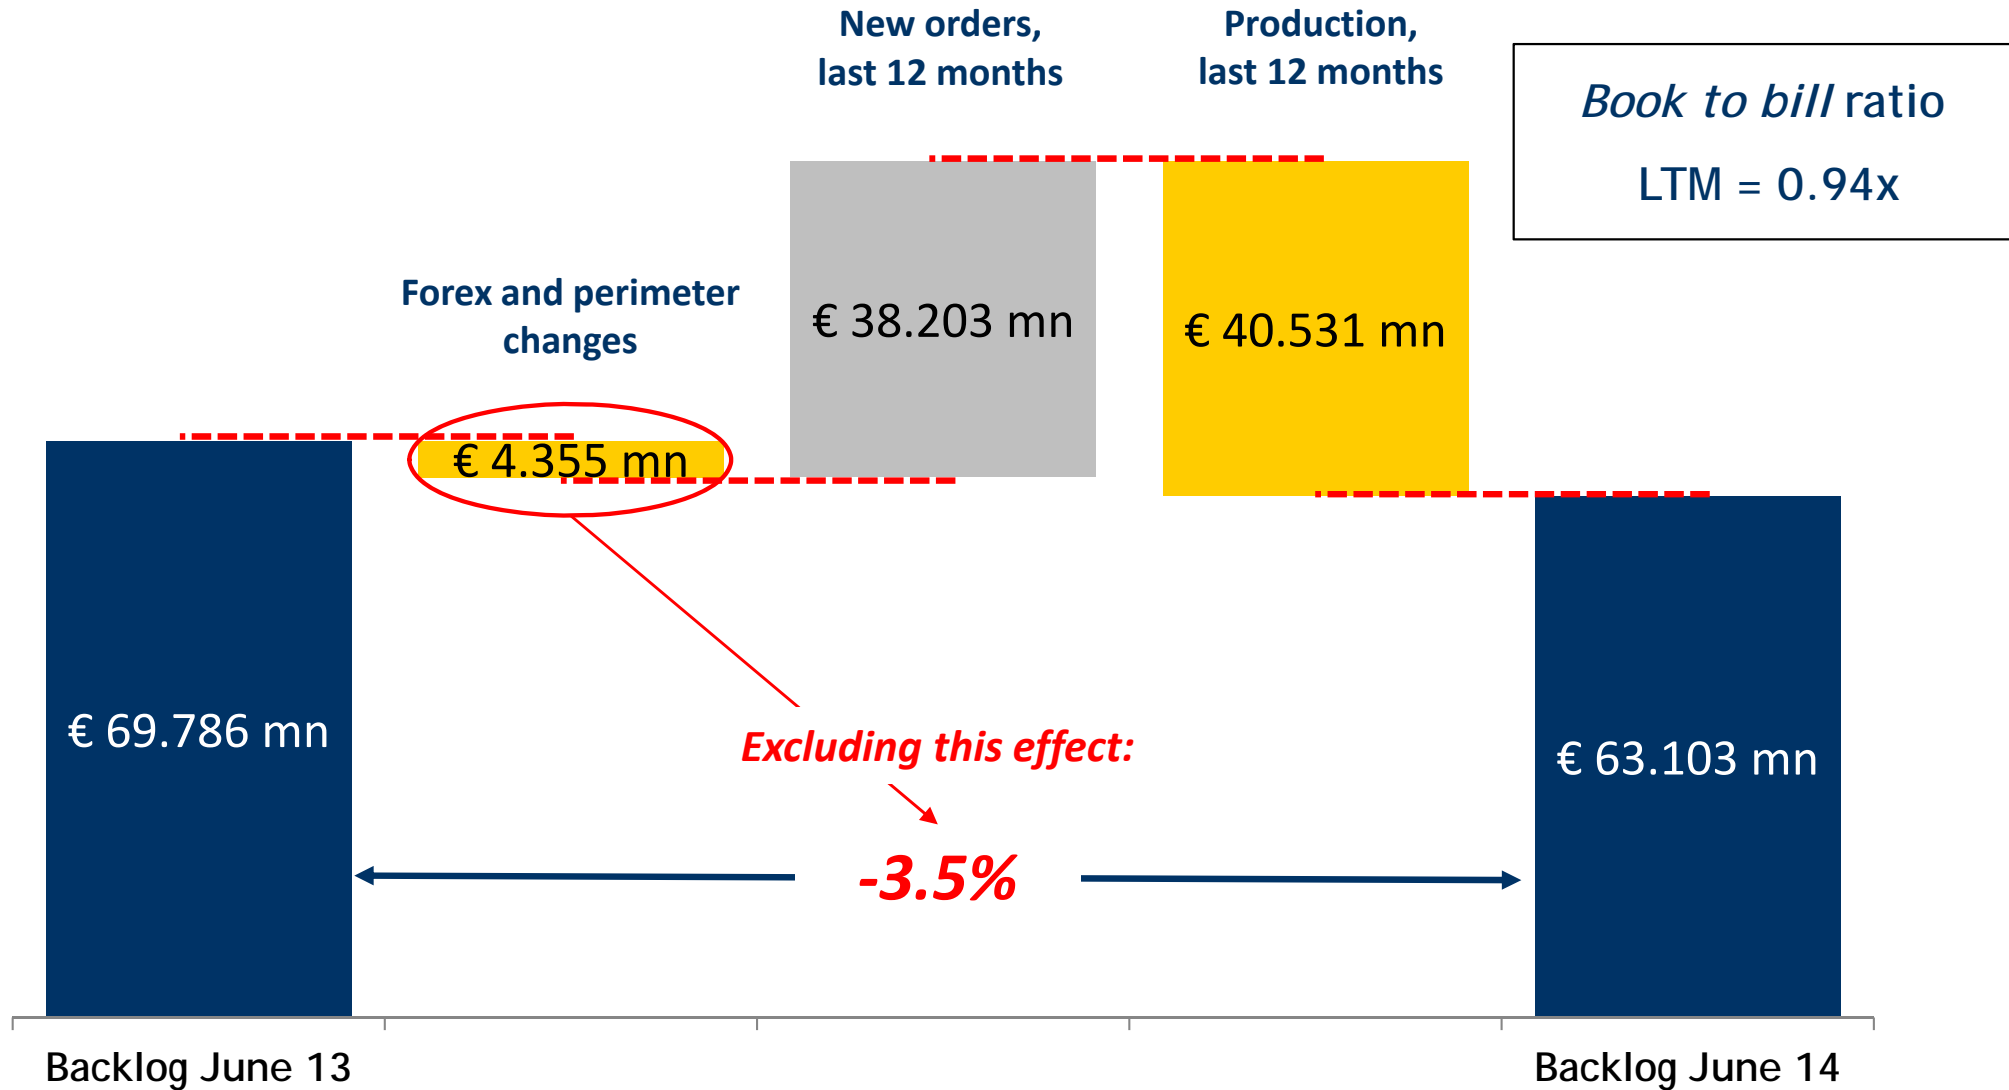 New orders,
last 12 months
Production,
last 12 months
Book to bill ratio
LTM = 0.94x
Forex and perimeter
changes
€ 38.203 mn
€ 40.531 mn
€ 4.355 mn
€ 69.786 mn
Excluding this effect:
€ 63.103 mn
-3.5%
Backlog June 13
Backlog June 14